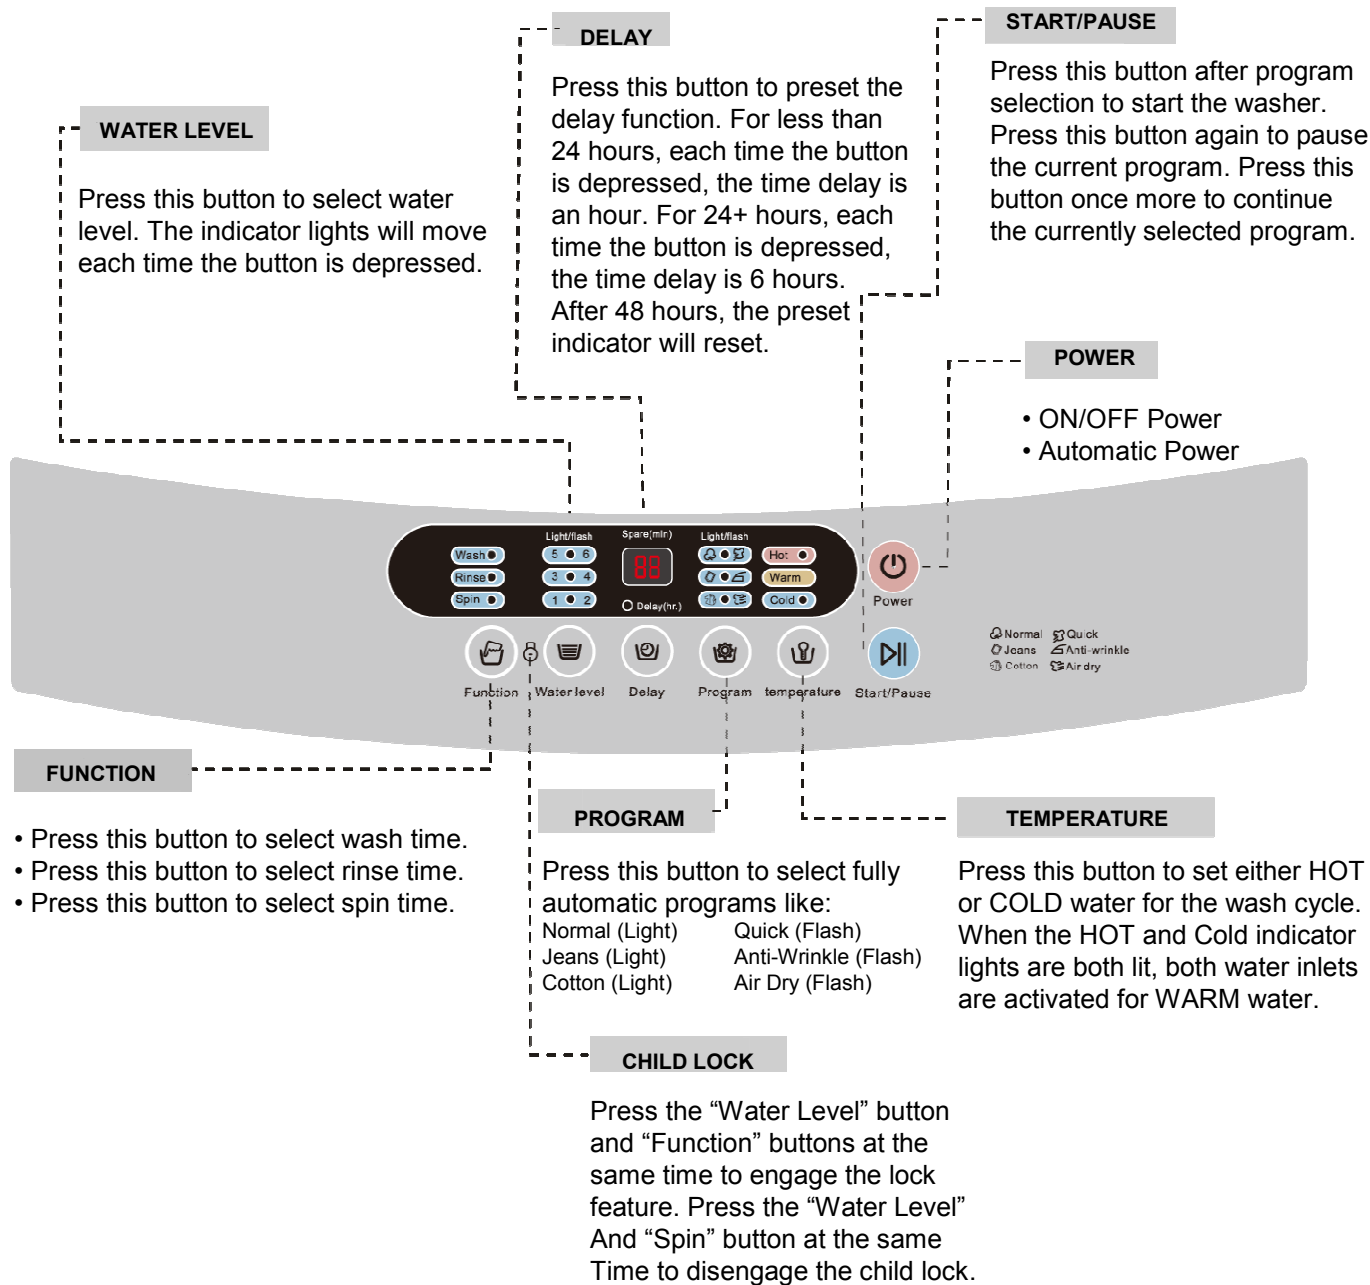 DELAY
Press this button to preset the
delay function. For less than
24 hours, each time the button
is depressed, the time delay is
an hour. For 24+ hours, each
time the button is depressed,
the time delay is 6 hours.
After 48 hours, the preset
indicator will reset.
START/PAUSE
Press this button after program
selection to start the washer.
Press this button again to pause
the current program. Press this
button once more to continue
the currently selected program.
WATER LEVEL
Press this button to select water
level. The indicator lights will move
each time the button is depressed.
POWER
• ON/OFF Power
• Automatic Power
Light/flash Spare(min) Light/flash
Wash 5 6 88 Hot
Rinse 3 4 Warm
Spin 1 2 Delay(hr.) Cold
Power
Function Water level Delay Program temperature Start/Pause
Normal Quick
Jeans Anti-wrinkle
Cotton Air dry
FUNCTION
• Press this button to select wash time.
• Press this button to select rinse time.
• Press this button to select spin time.
PROGRAM
Press this button to select fully
automatic programs like:
Normal (Light) Quick (Flash)
Jeans (Light) Anti-Wrinkle (Flash)
Cotton (Light) Air Dry (Flash)
TEMPERATURE
Press this button to set either HOT
or COLD water for the wash cycle.
When the HOT and Cold indicator
lights are both lit, both water inlets
are activated for WARM water.
CHILD LOCK
Press the “Water Level” button
and “Function” buttons at the
same time to engage the lock
feature. Press the “Water Level”
And “Spin” button at the same
Time to disengage the child lock.